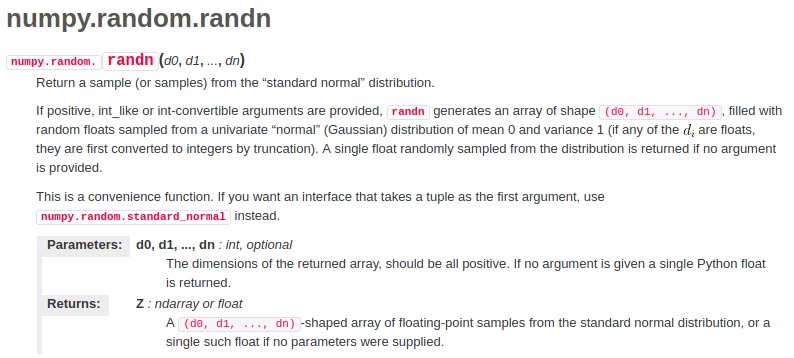 numpy.random.randn
numpy.random. randn(d0, d1, ..., dn)
Return a sample (or samples) from the “standard normal” distribution.
If positive, int_like or int-convertible arguments are provided, randn generates an array of shape (d0, d1, ..., dn), filled with
random floats sampled from a univariate “normal” (Gaussian) distribution of mean 0 and variance 1 (if any of the d_i are floats,
they are first converted to integers by truncation). A single float randomly sampled from the distribution is returned if no argument
is provided.
This is a convenience function. If you want an interface that takes a tuple as the first argument, use
numpy.random.standard_normal instead.
Parameters: d0, d1, ..., dn : int, optional
The dimensions of the returned array, should be all positive. If no argument is given a single Python float
is returned.
Returns: Z : ndarray or float
A (d0, d1, ..., dn)-shaped array of floating-point samples from the standard normal distribution, or a
single such float if no parameters were supplied.